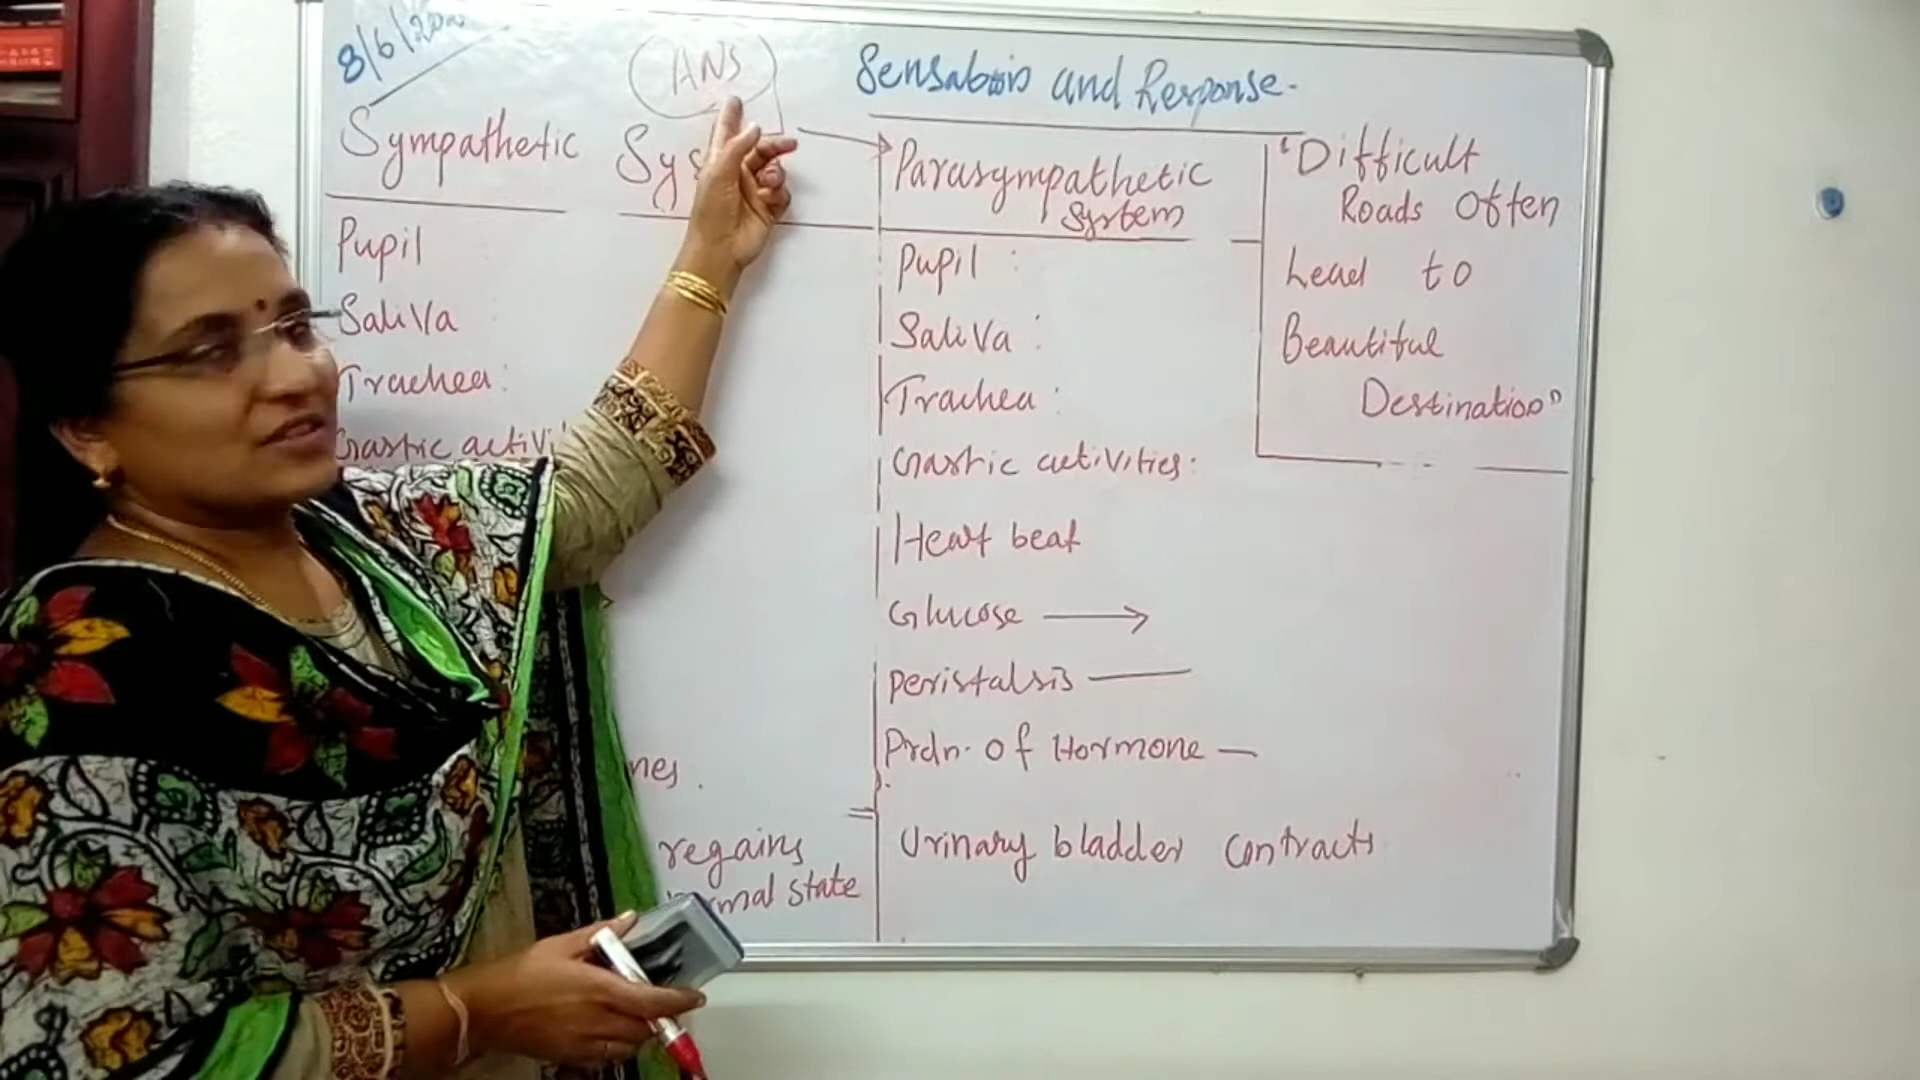 8/6/20
ANS
Sensations and Response.
Sympathetic Sys
Pupil :
Saliva :
Trachea :
Gastric activi
nes .
regains
mal state
Parasympathetic
System
Pupil :
Saliva :
Trachea :
Gastric activities :
Heart beat
Glucose →
peristalsis —
Prdn. of Hormone —
Urinary bladder contracts
"Difficult
Roads Often
Lead to
Beautiful
Destination"